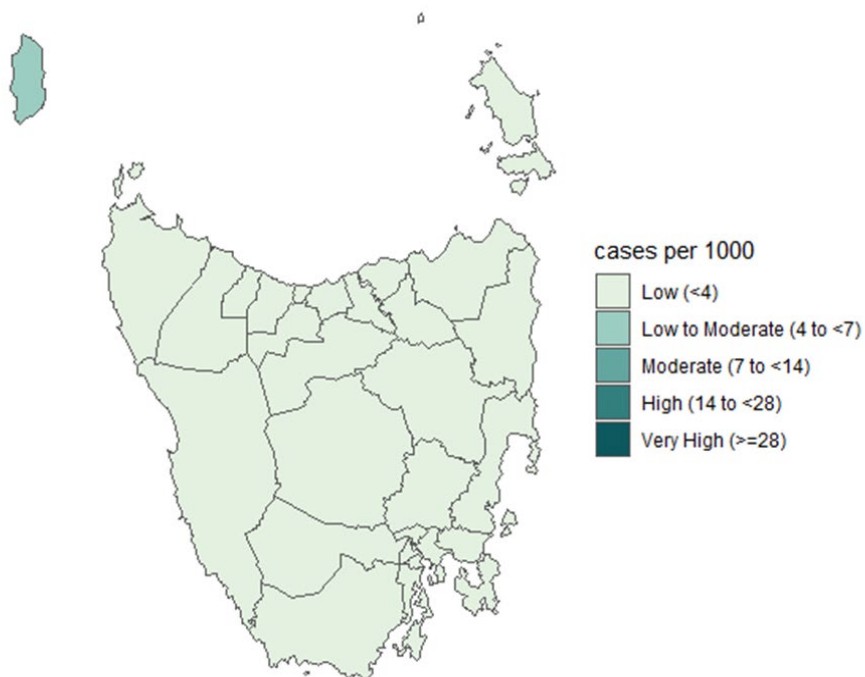 cases per 1000
Low (<4)
Low to Moderate (4 to <7)
Moderate (7 to <14)
High (14 to <28)
Very High (>=28)